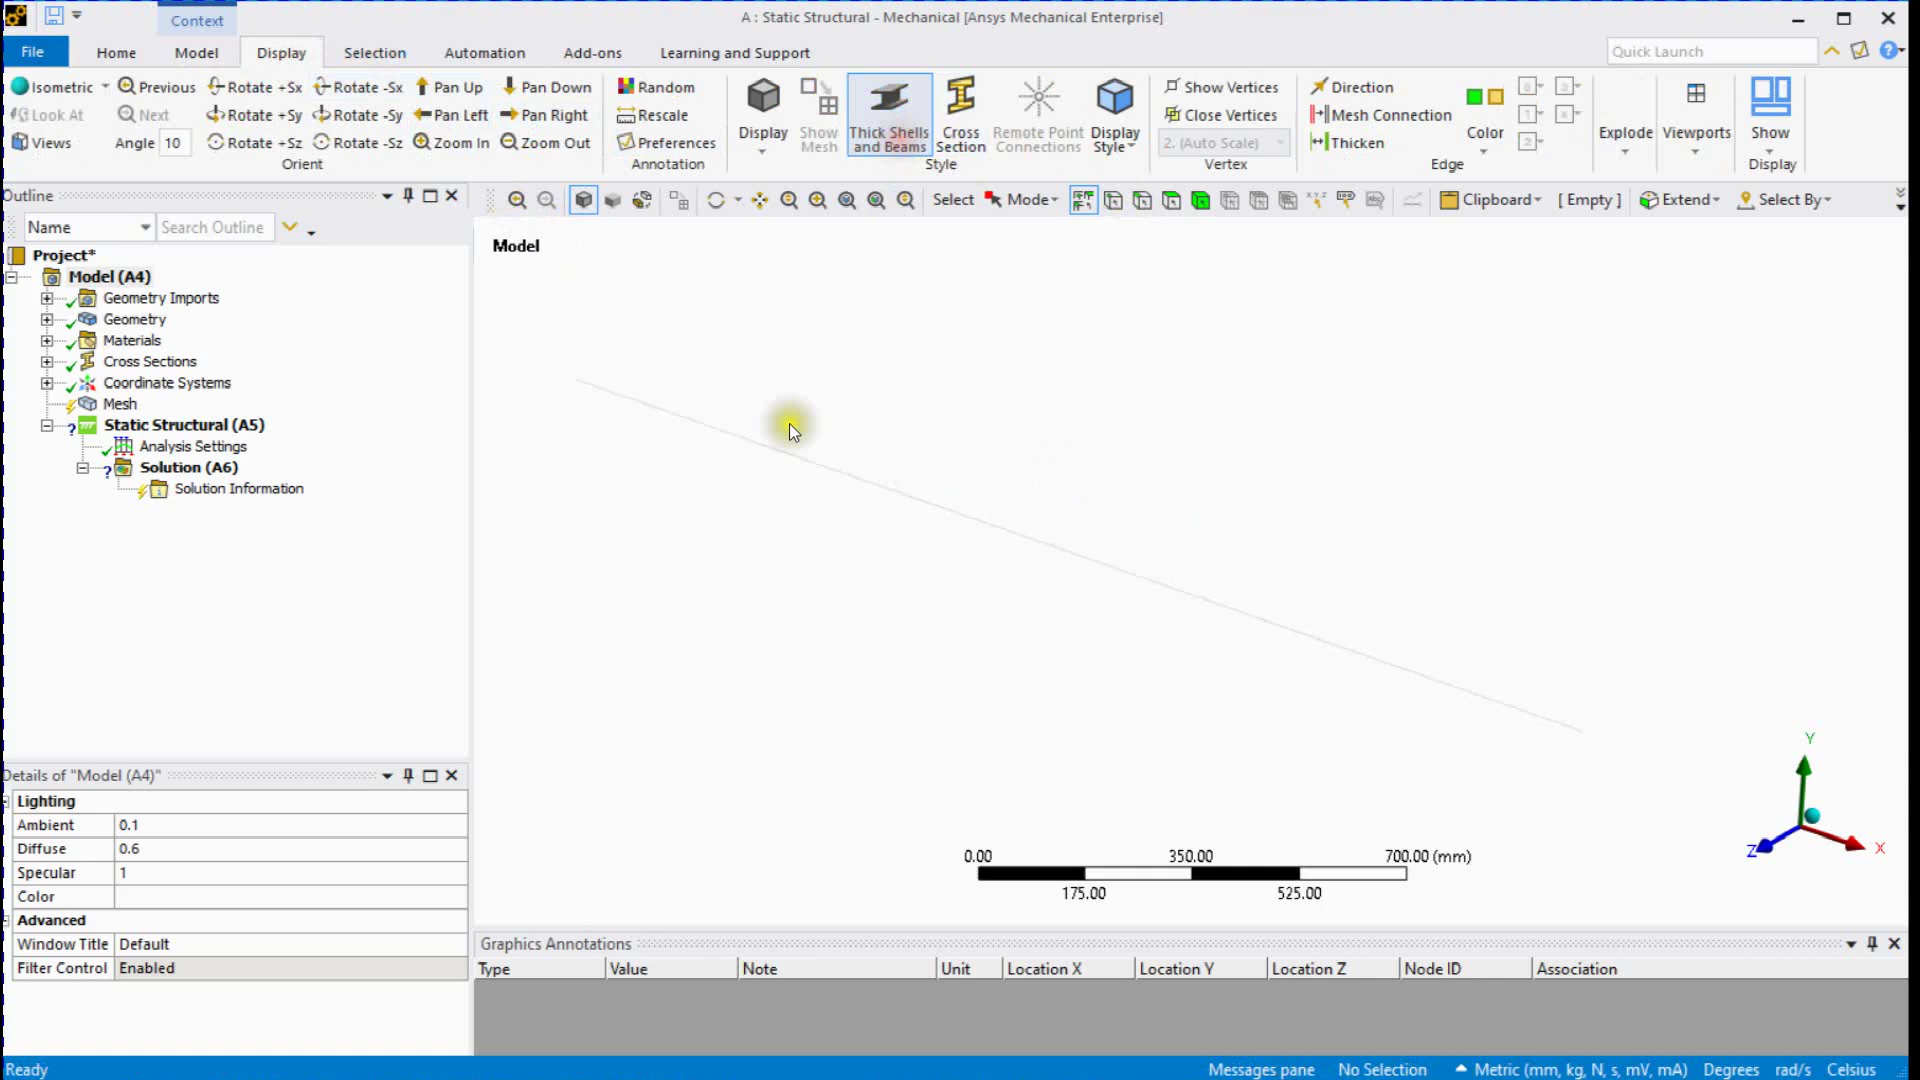 Context
A : Static Structural - Mechanical [Ansys Mechanical Enterprise]
File Home Model Display Selection Automation Add-ons Learning and Support Quick Launch
Isometric Previous Rotate +Sx Rotate -Sx Pan Up Pan Down Random Show Vertices Direction
Look At Next Rotate +Sy Rotate -Sy Pan Left Pan Right Rescale Close Vertices Mesh Connection
Views Angle 10 Rotate +Sz Rotate -Sz Zoom In Zoom Out Preferences 2. (Auto Scale) Thicken
Display Show Mesh Thick Shells and Beams Cross Section Remote Point Connections Display Style Color Explode Viewports Show
Orient Annotation Style Vertex Edge Display
Outline
Select Mode Clipboard [ Empty ] Extend Select By
Name Search Outline
Project*
Model (A4)
Geometry Imports
Geometry
Materials
Cross Sections
Coordinate Systems
Mesh
Static Structural (A5)
Analysis Settings
Solution (A6)
Solution Information
Model
Y
Z
X
0.00 350.00 700.00 (mm)
175.00 525.00
Details of "Model (A4)"
Lighting
Ambient 0.1
Diffuse 0.6
Specular 1
Color
Advanced
Window Title Default
Filter Control Enabled
Graphics Annotations
Type Value Note Unit Location X Location Y Location Z Node ID Association
Ready Messages pane No Selection Metric (mm, kg, N, s, mV, mA) Degrees rad/s Celsius